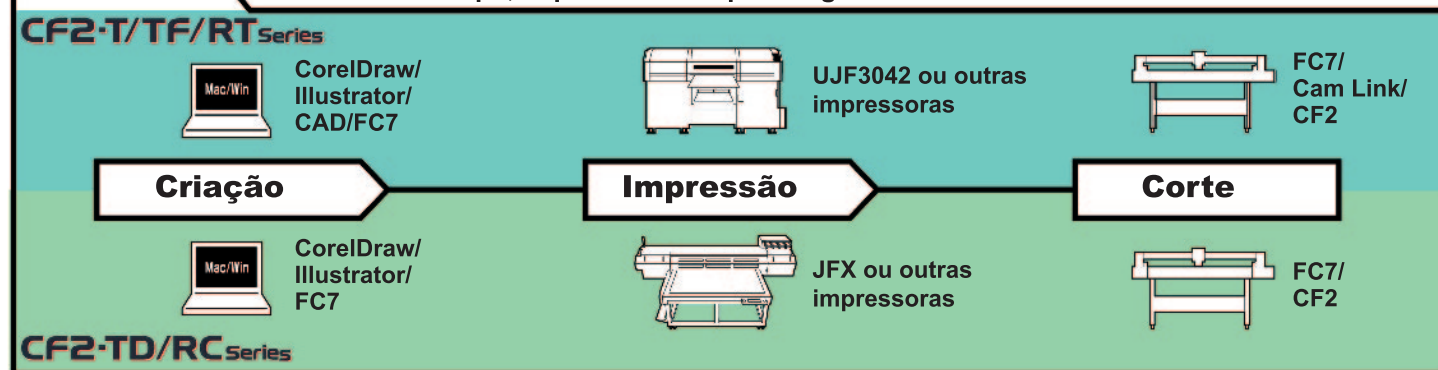 CF2-T/TF/RT Series
Mac/Win
CorelDraw/
Illustrator/
CAD/FC7
UJF3042 ou outras
impressoras
FC7/
Cam Link/
CF2
Criação
Impressão
Corte
Mac/Win
CorelDraw/
Illustrator/
FC7
JFX ou outras
impressoras
FC7/
CF2
CF2-TD/RC Series